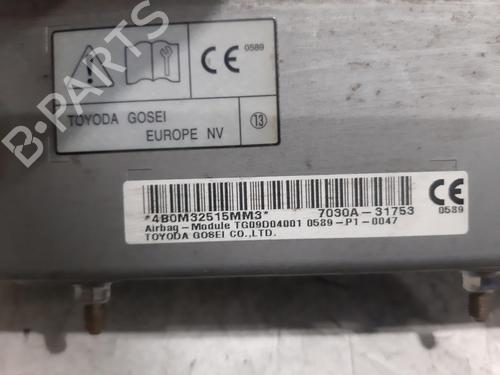 CE 0589
TOYODA GOSEI
EUROPE NV
13
B-PARTS
*4B0M32515MM3* 7030A-31753
Airbag-Module TG09D04001 0589-P1-0047
TOYODA GOSEI CO.,LTD.
CE
0589